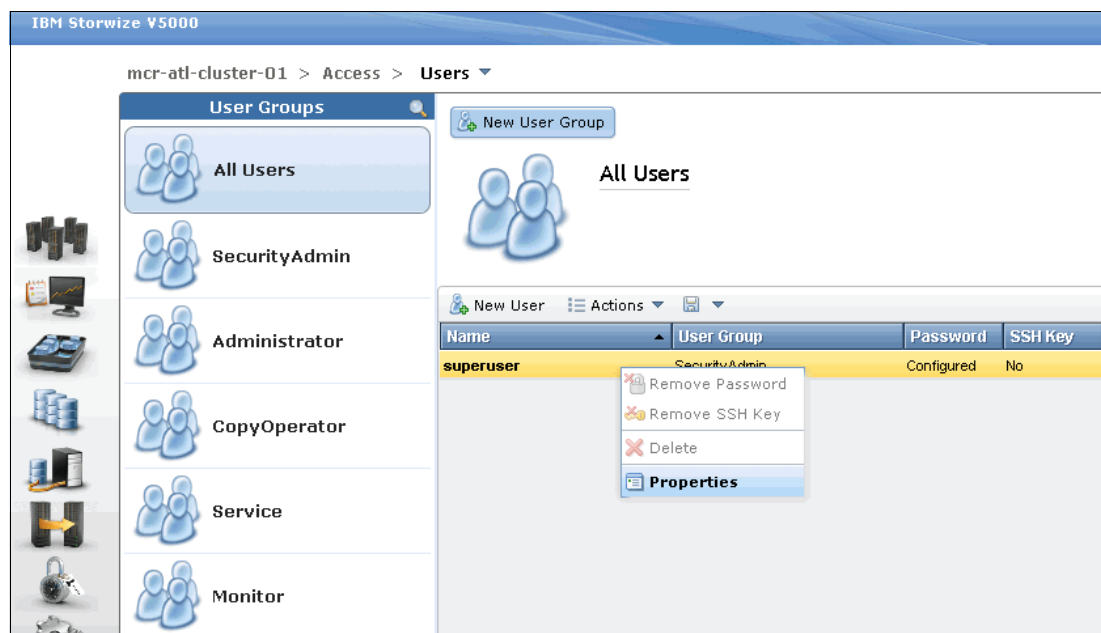 IBM Storwize V5000
mcr-atl-cluster-01 > Access > Users
User Groups
All Users
SecurityAdmin
Administrator
CopyOperator
Service
Monitor
New User Group
All Users
New User Actions
Name User Group Password SSH Key
superuser SecurityAdmin Configured No
Remove Password
Remove SSH Key
Delete
Properties